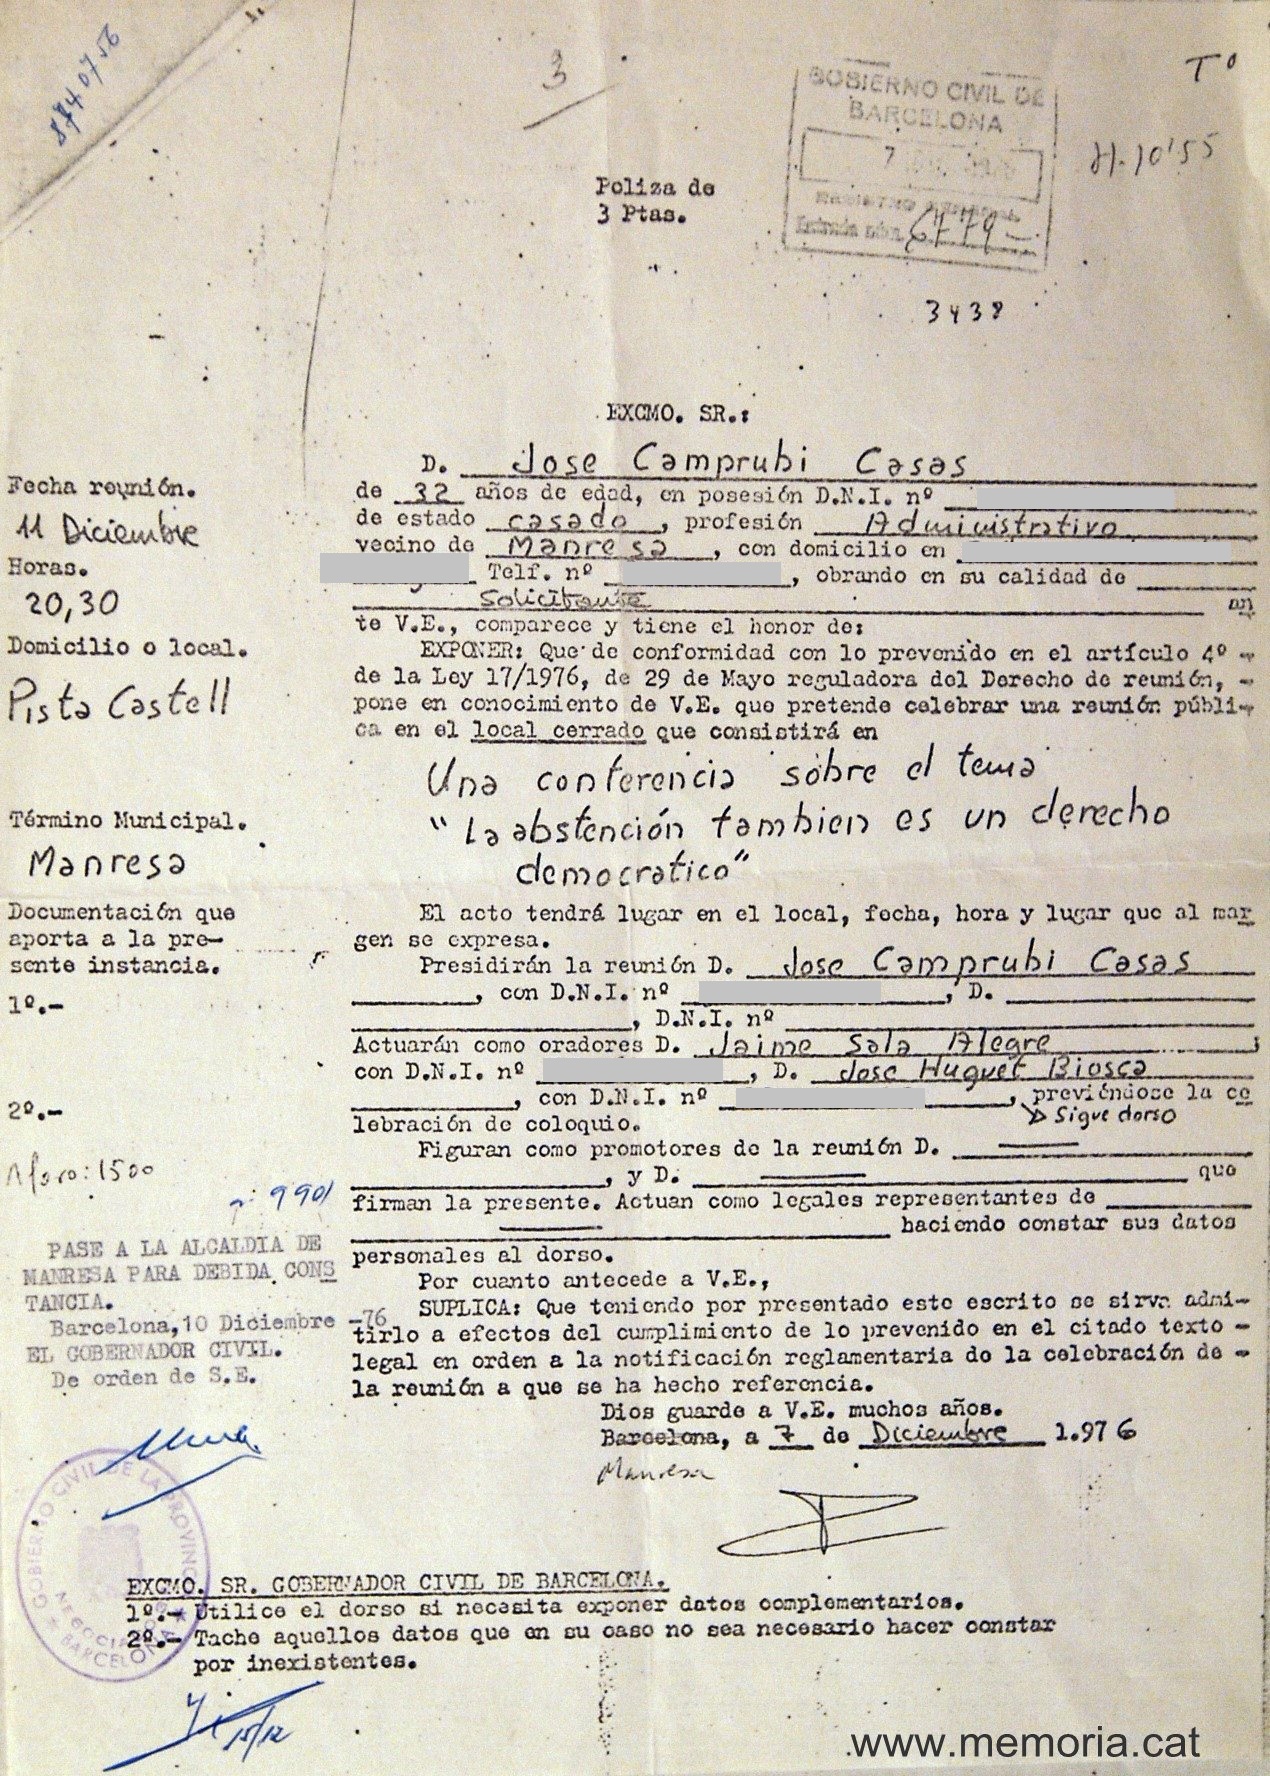 8740756
3
Tº
GOBIERNO CIVIL DE
BARCELONA
7
Entrada núm. 6779
H. 10'55
Poliza de
3 Ptas.
3438
EXCMO. SR.:
D. Jose Camprubi Casas
de 32 años de edad, en posesión D.N.I. nº
de estado casado, profesión Administrativo
vecino de Manresa, con domicilio en
Telf. nº , obrando en su calidad de
Solicitante an
te V.E., comparece y tiene el honor de:
EXPONER: Que de conformidad con lo prevenido en el artículo 4º -
de la Ley 17/1976, de 29 de Mayo reguladora del Derecho de reunión, -
pone en conocimiento de V.E. que pretende celebrar una reunión públi-
ca en el local cerrado que consistirá en
Una conferencia sobre el tema
"La abstención tambien es un derecho
democratico"
El acto tendrá lugar en el local, fecha, hora y lugar que al mar
gen se expresa.
Presidirán la reunión D. Jose Camprubi Casas
, con D.N.I. nº , D.
, D.N.I. nº
Actuarán como oradores D. Jaime Sala Alegre
con D.N.I. nº , D. Jose Huguet Biosca
, con D.N.I. nº , previéndose la ce
Sigue dorso
lebración de coloquio.
Figuran como promotores de la reunión D.
, y D. que
firman la presente. Actuan como legales representantes de
haciendo constar sus datos
personales al dorso.
Por cuanto antecede a V.E.,
SUPLICA: Que teniendo por presentado este escrito se sirva admi-
tirlo a efectos del cumplimiento de lo prevenido en el citado texto -
legal en orden a la notificación reglamentaria de la celebración de -
la reunión a que se ha hecho referencia.
Dios guarde a V.E. muchos años.
Barcelona, a 7 de Diciembre 1.976
Manresa
Fecha reunión.
11 Diciembre
Horas.
20,30
Domicilio o local.
Pista Castell
Término Municipal.
Manresa
Documentación que
aporta a la pre-
sente instancia.
1º.-
2º.-
Aforo: 1500
9901
PASE A LA ALCALDIA DE
MANRESA PARA DEBIDA CONS
TANCIA.
Barcelona, 10 Diciembre -76
EL GOBERNADOR CIVIL.
De orden de S.E.
GOBIERNO CIVIL DE LA PROVINCIA
BARCELONA
EXCMO. SR. GOBERNADOR CIVIL DE BARCELONA.
1º.- Utilice el dorso si necesita exponer datos complementarios.
2º.- Tache aquellos datos que en su caso no sea necesario hacer constar
por inexistentes.
15/12
www.memoria.cat